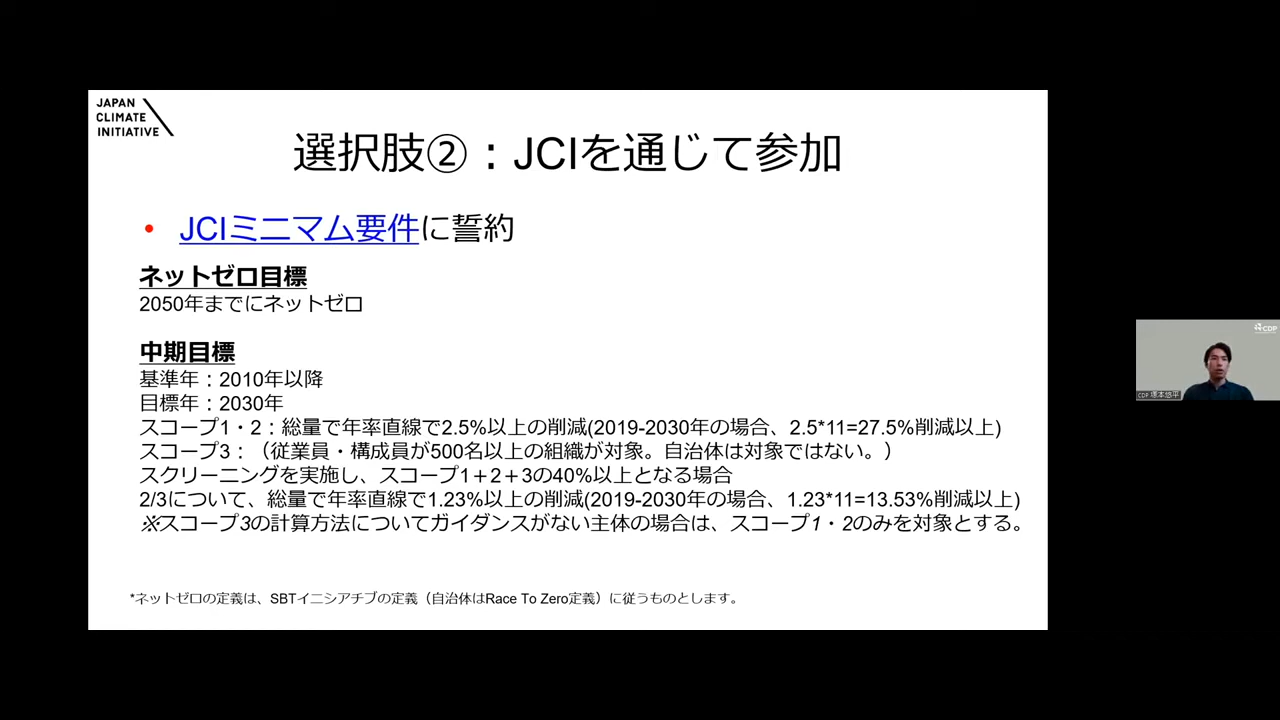 JAPAN
CLIMATE
INITIATIVE
選択肢②：JCIを通じて参加
• JCIミニマム要件に誓約
ネットゼロ目標
2050年までにネットゼロ
中期目標
基準年：2010年以降
目標年：2030年
スコープ1・2：総量で年率直線で2.5%以上の削減(2019-2030年の場合、2.5*11=27.5%削減以上)
スコープ3：（従業員・構成員が500名以上の組織が対象。自治体は対象ではない。）
スクリーニングを実施し、スコープ1＋2＋3の40%以上となる場合
2/3について、総量で年率直線で1.23%以上の削減(2019-2030年の場合、1.23*11=13.53%削減以上)
※スコープ3の計算方法についてガイダンスがない主体の場合は、スコープ1・2のみを対象とする。
*ネットゼロの定義は、SBTイニシアチブの定義（自治体はRace To Zero定義）に従うものとします。
CDP
CDP 塚本悠平